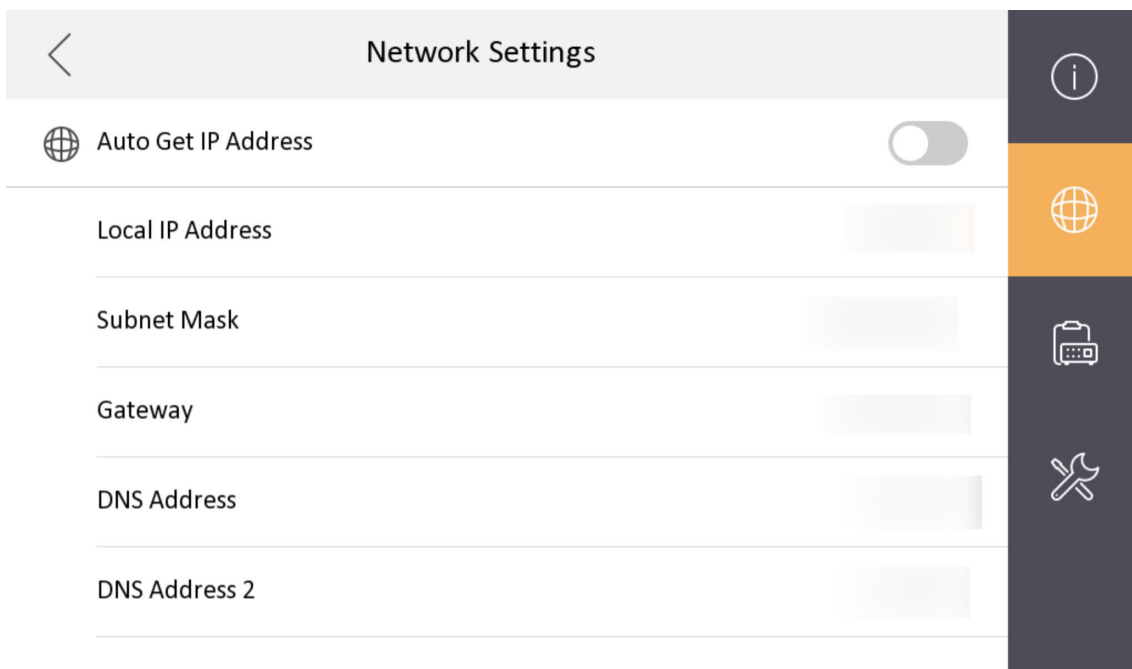 Network Settings
Auto Get IP Address
Local IP Address
Subnet Mask
Gateway
DNS Address
DNS Address 2